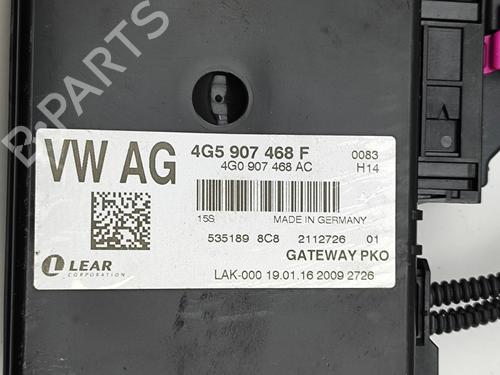 VW AG
4G5 907 468 F
0083
4G0 907 468 AC
H14
15S
MADE IN GERMANY
535189 8C8
2112726
01
GATEWAY PKO
LEAR
CORPORATION
LAK-000 19.01.16 2009 2726
B-PARTS